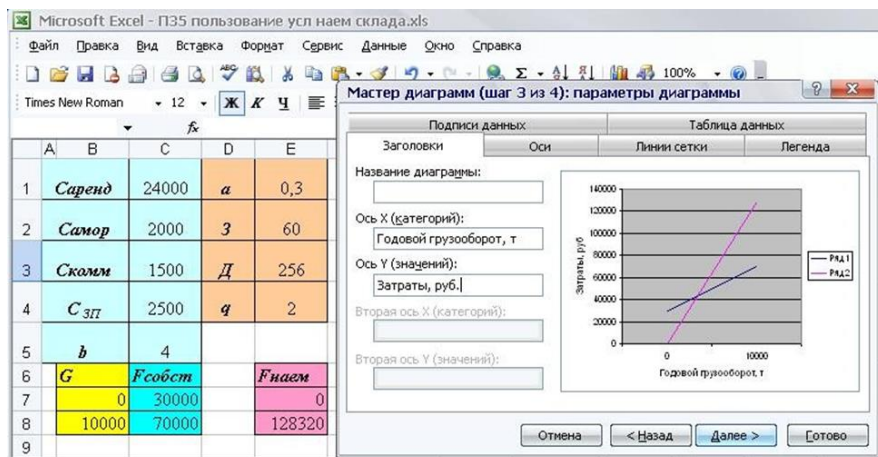 Microsoft Excel - П35 пользование усл наем склада.xls
Файл Правка Вид Вставка Формат Сервис Данные Окно Справка
100%
Times New Roman 12 Ж К Ч
fx
A B C D E
1 Саренд 24000 a 0,3
2 Самор 2000 З 60
3 Скомм 1500 Д 256
4 С ЗП 2500 q 2
5 b 4
6 G Fсобст Fнаем
7 0 30000 0
8 10000 70000 128320
9
Мастер диаграмм (шаг 3 из 4): параметры диаграммы
Подписи данных Таблица данных
Заголовки Оси Линии сетки Легенда
Название диаграммы:
Ось X (категорий):
Годовой грузооборот, т
Ось Y (значений):
Затраты, руб.
Вторая ось X (категорий):
Вторая ось Y (значений):
140000
120000
100000
80000
60000
40000
20000
0
0 10000
Затраты, руб
Годовой грузооборот, т
Ряд1
Ряд2
Отмена < Назад Далее > Готово